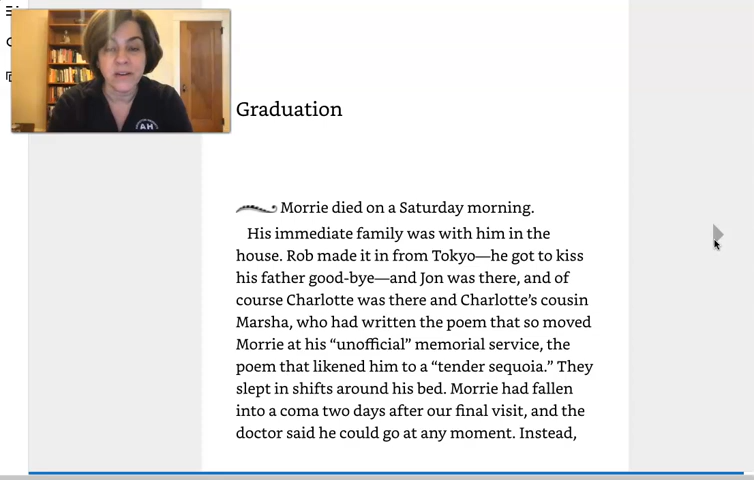 AH
Graduation
Morrie died on a Saturday morning.
His immediate family was with him in the
house. Rob made it in from Tokyo—he got to kiss
his father good-bye—and Jon was there, and of
course Charlotte was there and Charlotte’s cousin
Marsha, who had written the poem that so moved
Morrie at his “unofficial” memorial service, the
poem that likened him to a “tender sequoia.” They
slept in shifts around his bed. Morrie had fallen
into a coma two days after our final visit, and the
doctor said he could go at any moment. Instead,